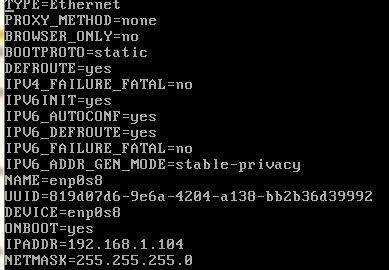 TYPE=Ethernet
PROXY_METHOD=none
BROWSER_ONLY=no
BOOTPROTO=static
DEFROUTE=yes
IPV4_FAILURE_FATAL=no
IPV6INIT=yes
IPV6_AUTOCONF=yes
IPV6_DEFROUTE=yes
IPV6_FAILURE_FATAL=no
IPV6_ADDR_GEN_MODE=stable-privacy
NAME=enp0s8
UUID=819d07d6-9e6a-4204-a138-bb2b36d39992
DEVICE=enp0s8
ONBOOT=yes
IPADDR=192.168.1.104
NETMASK=255.255.255.0